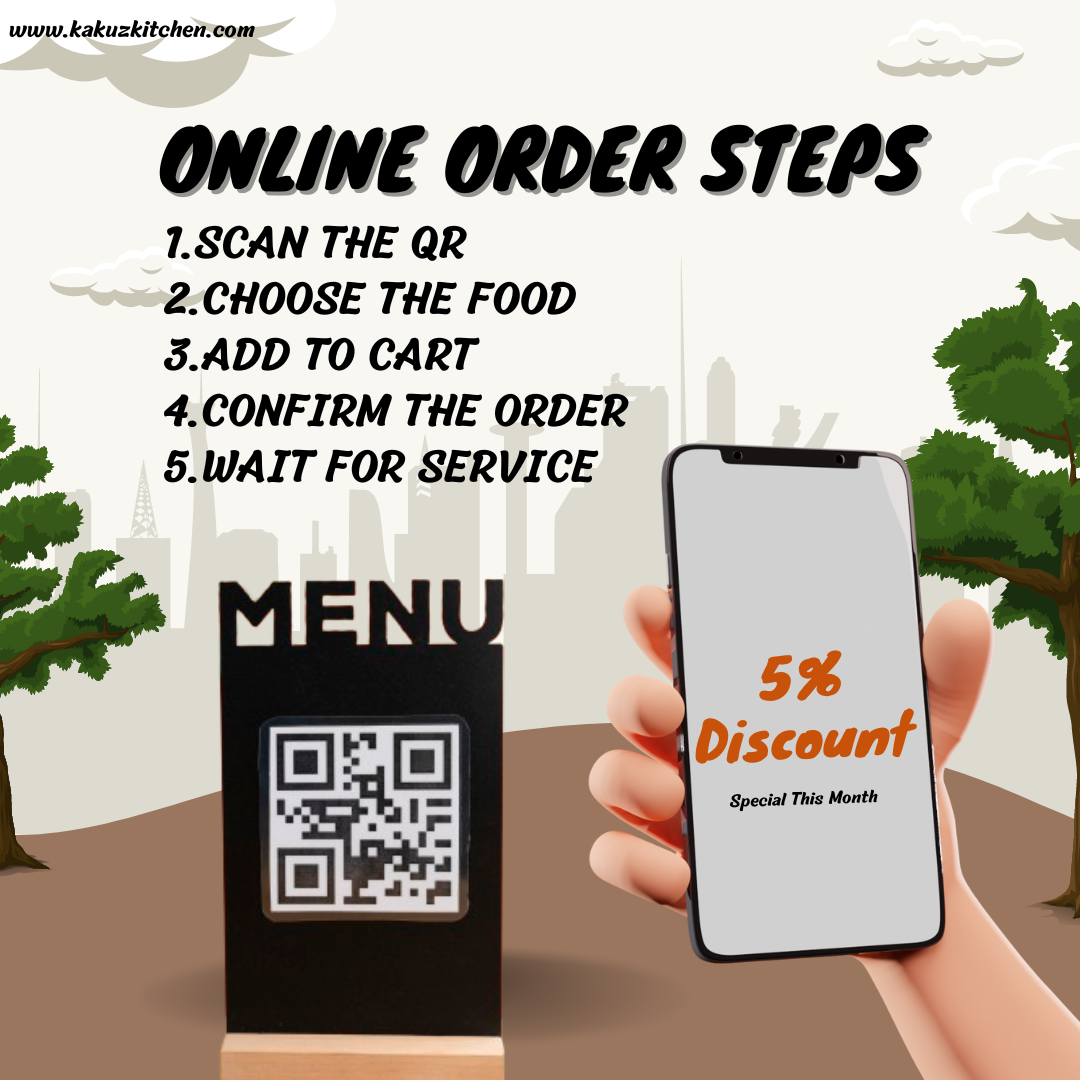 www.kakuzkitchen.com
ONLINE ORDER STEPS
1.SCAN THE QR
2.CHOOSE THE FOOD
3.ADD TO CART
4.CONFIRM THE ORDER
5.WAIT FOR SERVICE
MENU
5%
Discount
Special This Month